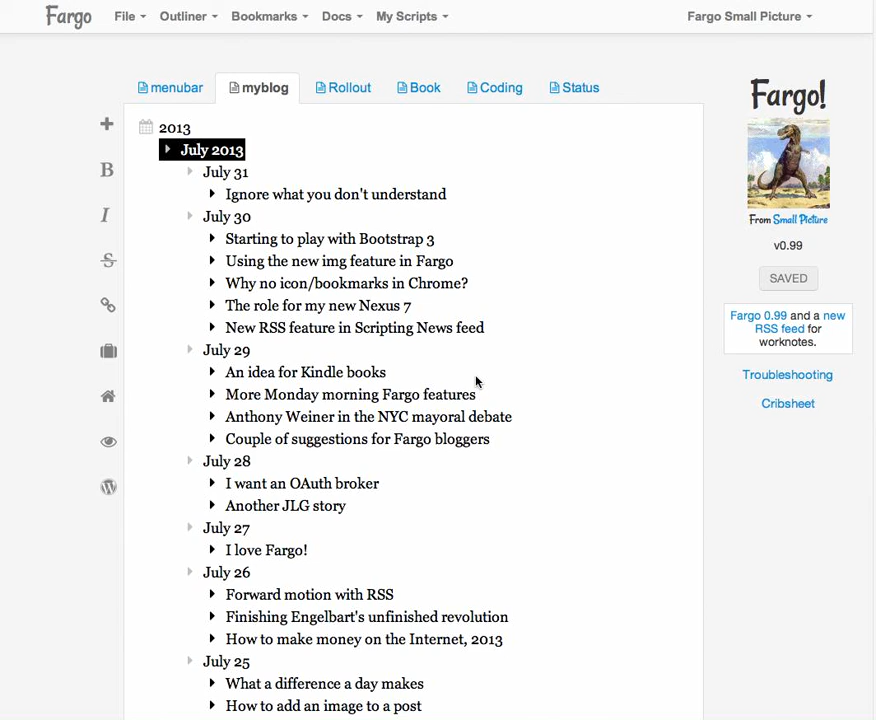 Fargo File Outliner Bookmarks Docs My Scripts Fargo Small Picture
menubar myblog Rollout Book Coding Status
2013
July 2013
July 31
Ignore what you don't understand
July 30
Starting to play with Bootstrap 3
Using the new img feature in Fargo
Why no icon/bookmarks in Chrome?
The role for my new Nexus 7
New RSS feature in Scripting News feed
July 29
An idea for Kindle books
More Monday morning Fargo features
Anthony Weiner in the NYC mayoral debate
Couple of suggestions for Fargo bloggers
July 28
I want an OAuth broker
Another JLG story
July 27
I love Fargo!
July 26
Forward motion with RSS
Finishing Engelbart's unfinished revolution
How to make money on the Internet, 2013
July 25
What a difference a day makes
How to add an image to a post
B
I
S
Fargo!
From Small Picture
v0.99
SAVED
Fargo 0.99 and a new
RSS feed for
worknotes.
Troubleshooting
Cribsheet